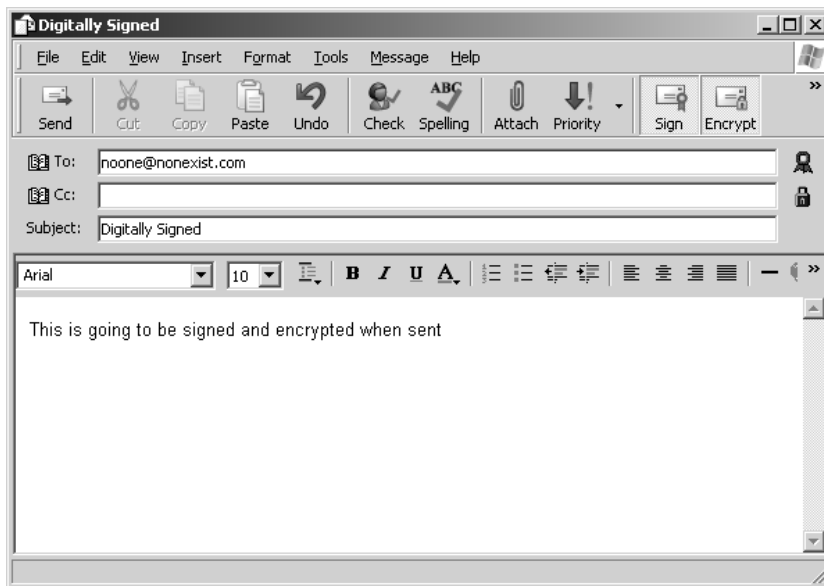 Digitally Signed
File Edit View Insert Format Tools Message Help
ABC
Send Cut Copy Paste Undo Check Spelling Attach Priority Sign Encrypt
To: noone@nonexist.com
Cc:
Subject: Digitally Signed
Arial 10 B I U A
This is going to be signed and encrypted when sent